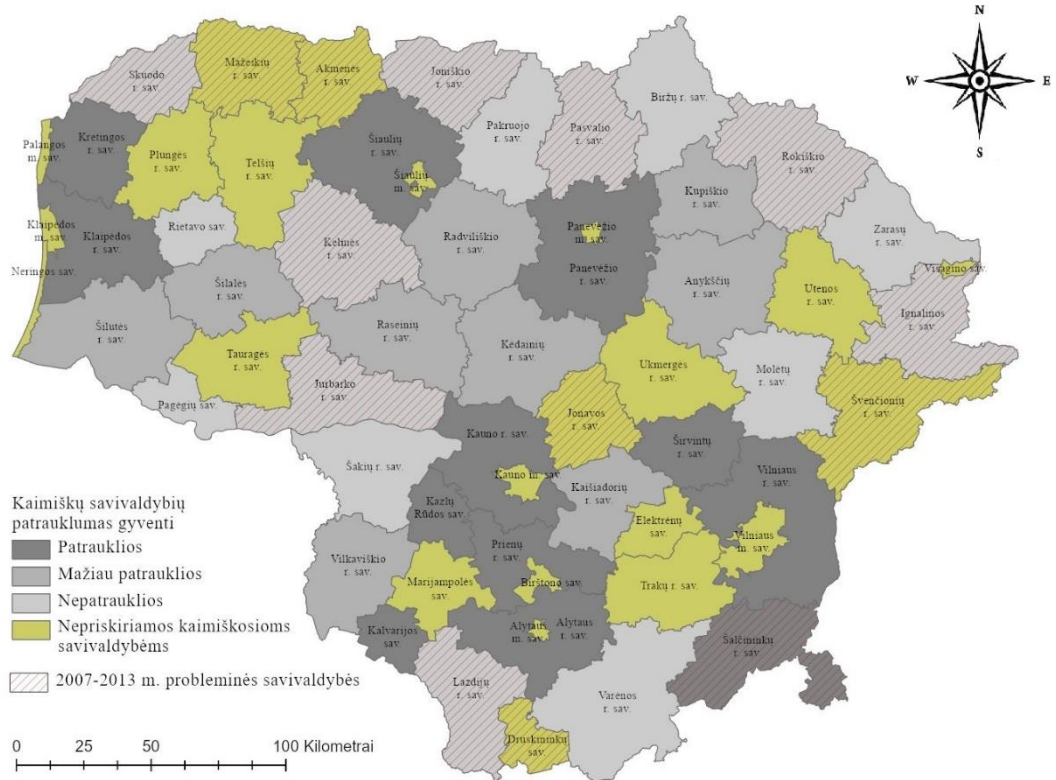 N
W E
S
Skuodo
r. sav.
Mažeikių
r. sav.
Akmenės
r. sav.
Joniškio
r. sav.
Pakruojo
r. sav.
Pasvalio
r. sav.
Biržų r. sav.
Rokiškio
r. sav.
Palangos
m. sav.
Kretingos
r. sav.
Plungės
r. sav.
Telšių
r. sav.
Šiaulių
r. sav.
Šiaulių
m. sav.
Kupiškio
r. sav.
Zarasų
r. sav.
Klaipėdos
m. sav.
Klaipėdos
r. sav.
Rietavo
sav.
Kelmės
r. sav.
Radviliškio
r. sav.
Panevėžio
m. sav.
Panevėžio
r. sav.
Anykščių
r. sav.
Utenos
r. sav.
Visagino sav.
Ignalinos
r. sav.
Neringos sav.
Šilalės
r. sav.
Šilutės
r. sav.
Raseinių
r. sav.
Kėdainių
r. sav.
Tauragės
r. sav.
Ukmergės
r. sav.
Molėtų
r. sav.
Švenčionių
r. sav.
Pagėgių sav.
Jurbarko
r. sav.
Jonavos
r. sav.
Kauno r. sav.
Širvintų
r. sav.
Šakių r. sav.
Kauno m. sav.
Kaišiadorių
r. sav.
Vilniaus
r. sav.
Kazlų
Rūdos sav.
Elektrėnų
sav.
Vilniaus
m. sav.
Vilkaviškio
r. sav.
Prienų
r. sav.
Marijampolės
sav.
Birštono sav.
Trakų r. sav.
Kalvarijos
sav.
Alytaus
m. sav.
Alytaus
r. sav.
Šalčininkų
r. sav.
Lazdijų
r. sav.
Varėnos
r. sav.
Druskininkų
sav.
Kaimiškų savivaldybių
patrauklumas gyventi
Patrauklios
Mažiau patrauklios
Nepatrauklios
Nepriskiriamos kaimiškosioms
savivaldybėms
2007-2013 m. probleminės savivaldybės
0 25 50 100 Kilometrai